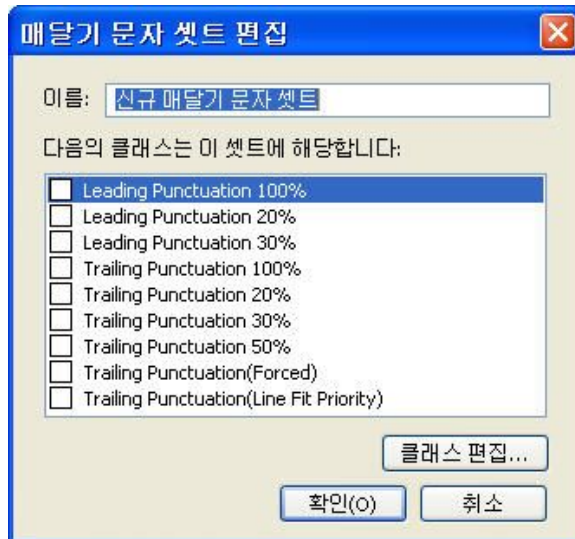 매달기 문자 셋트 편집
이름: 신규 매달기 문자 셋트
다음의 클래스는 이 셋트에 해당합니다:
Leading Punctuation 100%
Leading Punctuation 20%
Leading Punctuation 30%
Trailing Punctuation 100%
Trailing Punctuation 20%
Trailing Punctuation 30%
Trailing Punctuation 50%
Trailing Punctuation(Forced)
Trailing Punctuation(Line Fit Priority)
클래스 편집...
확인(O) 취소